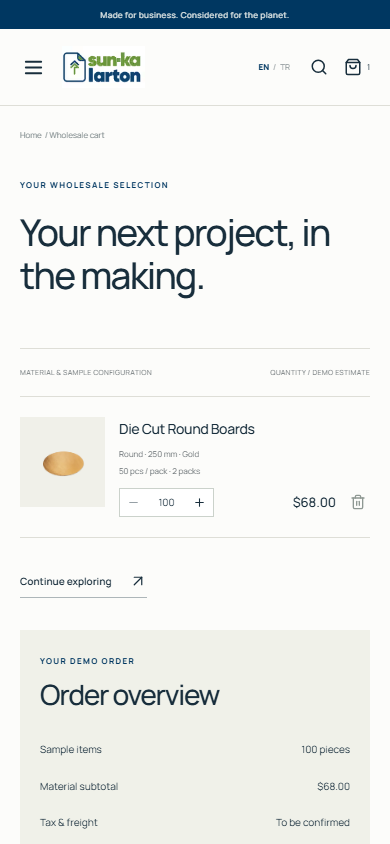 Made for business. Considered for the planet.
sun-ka
larton
EN / TR
1
Home / Wholesale cart
YOUR WHOLESALE SELECTION
Your next project, in
the making.
MATERIAL & SAMPLE CONFIGURATION
QUANTITY / DEMO ESTIMATE
Die Cut Round Boards
Round · 250 mm · Gold
50 pcs / pack · 2 packs
— 100 +
$68.00
Continue exploring
YOUR DEMO ORDER
Order overview
Sample items 100 pieces
Material subtotal $68.00
Tax & freight To be confirmed